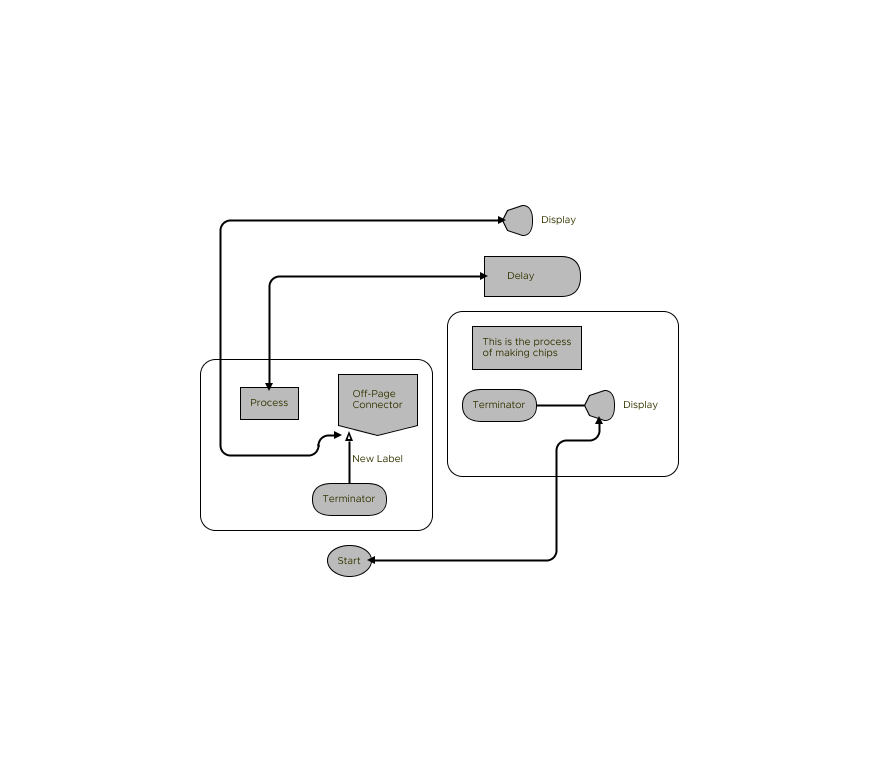 Display
Delay
This is the process
of making chips
Process
Off-Page
Connector
Terminator
Display
New Label
Terminator
Start